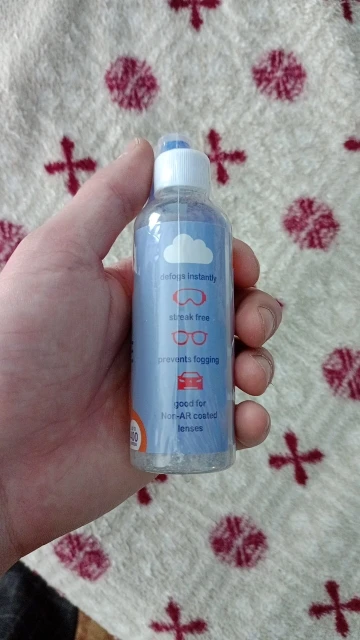 defogs instantly
streak free
prevents fogging
good for
Non-AR coated
lenses